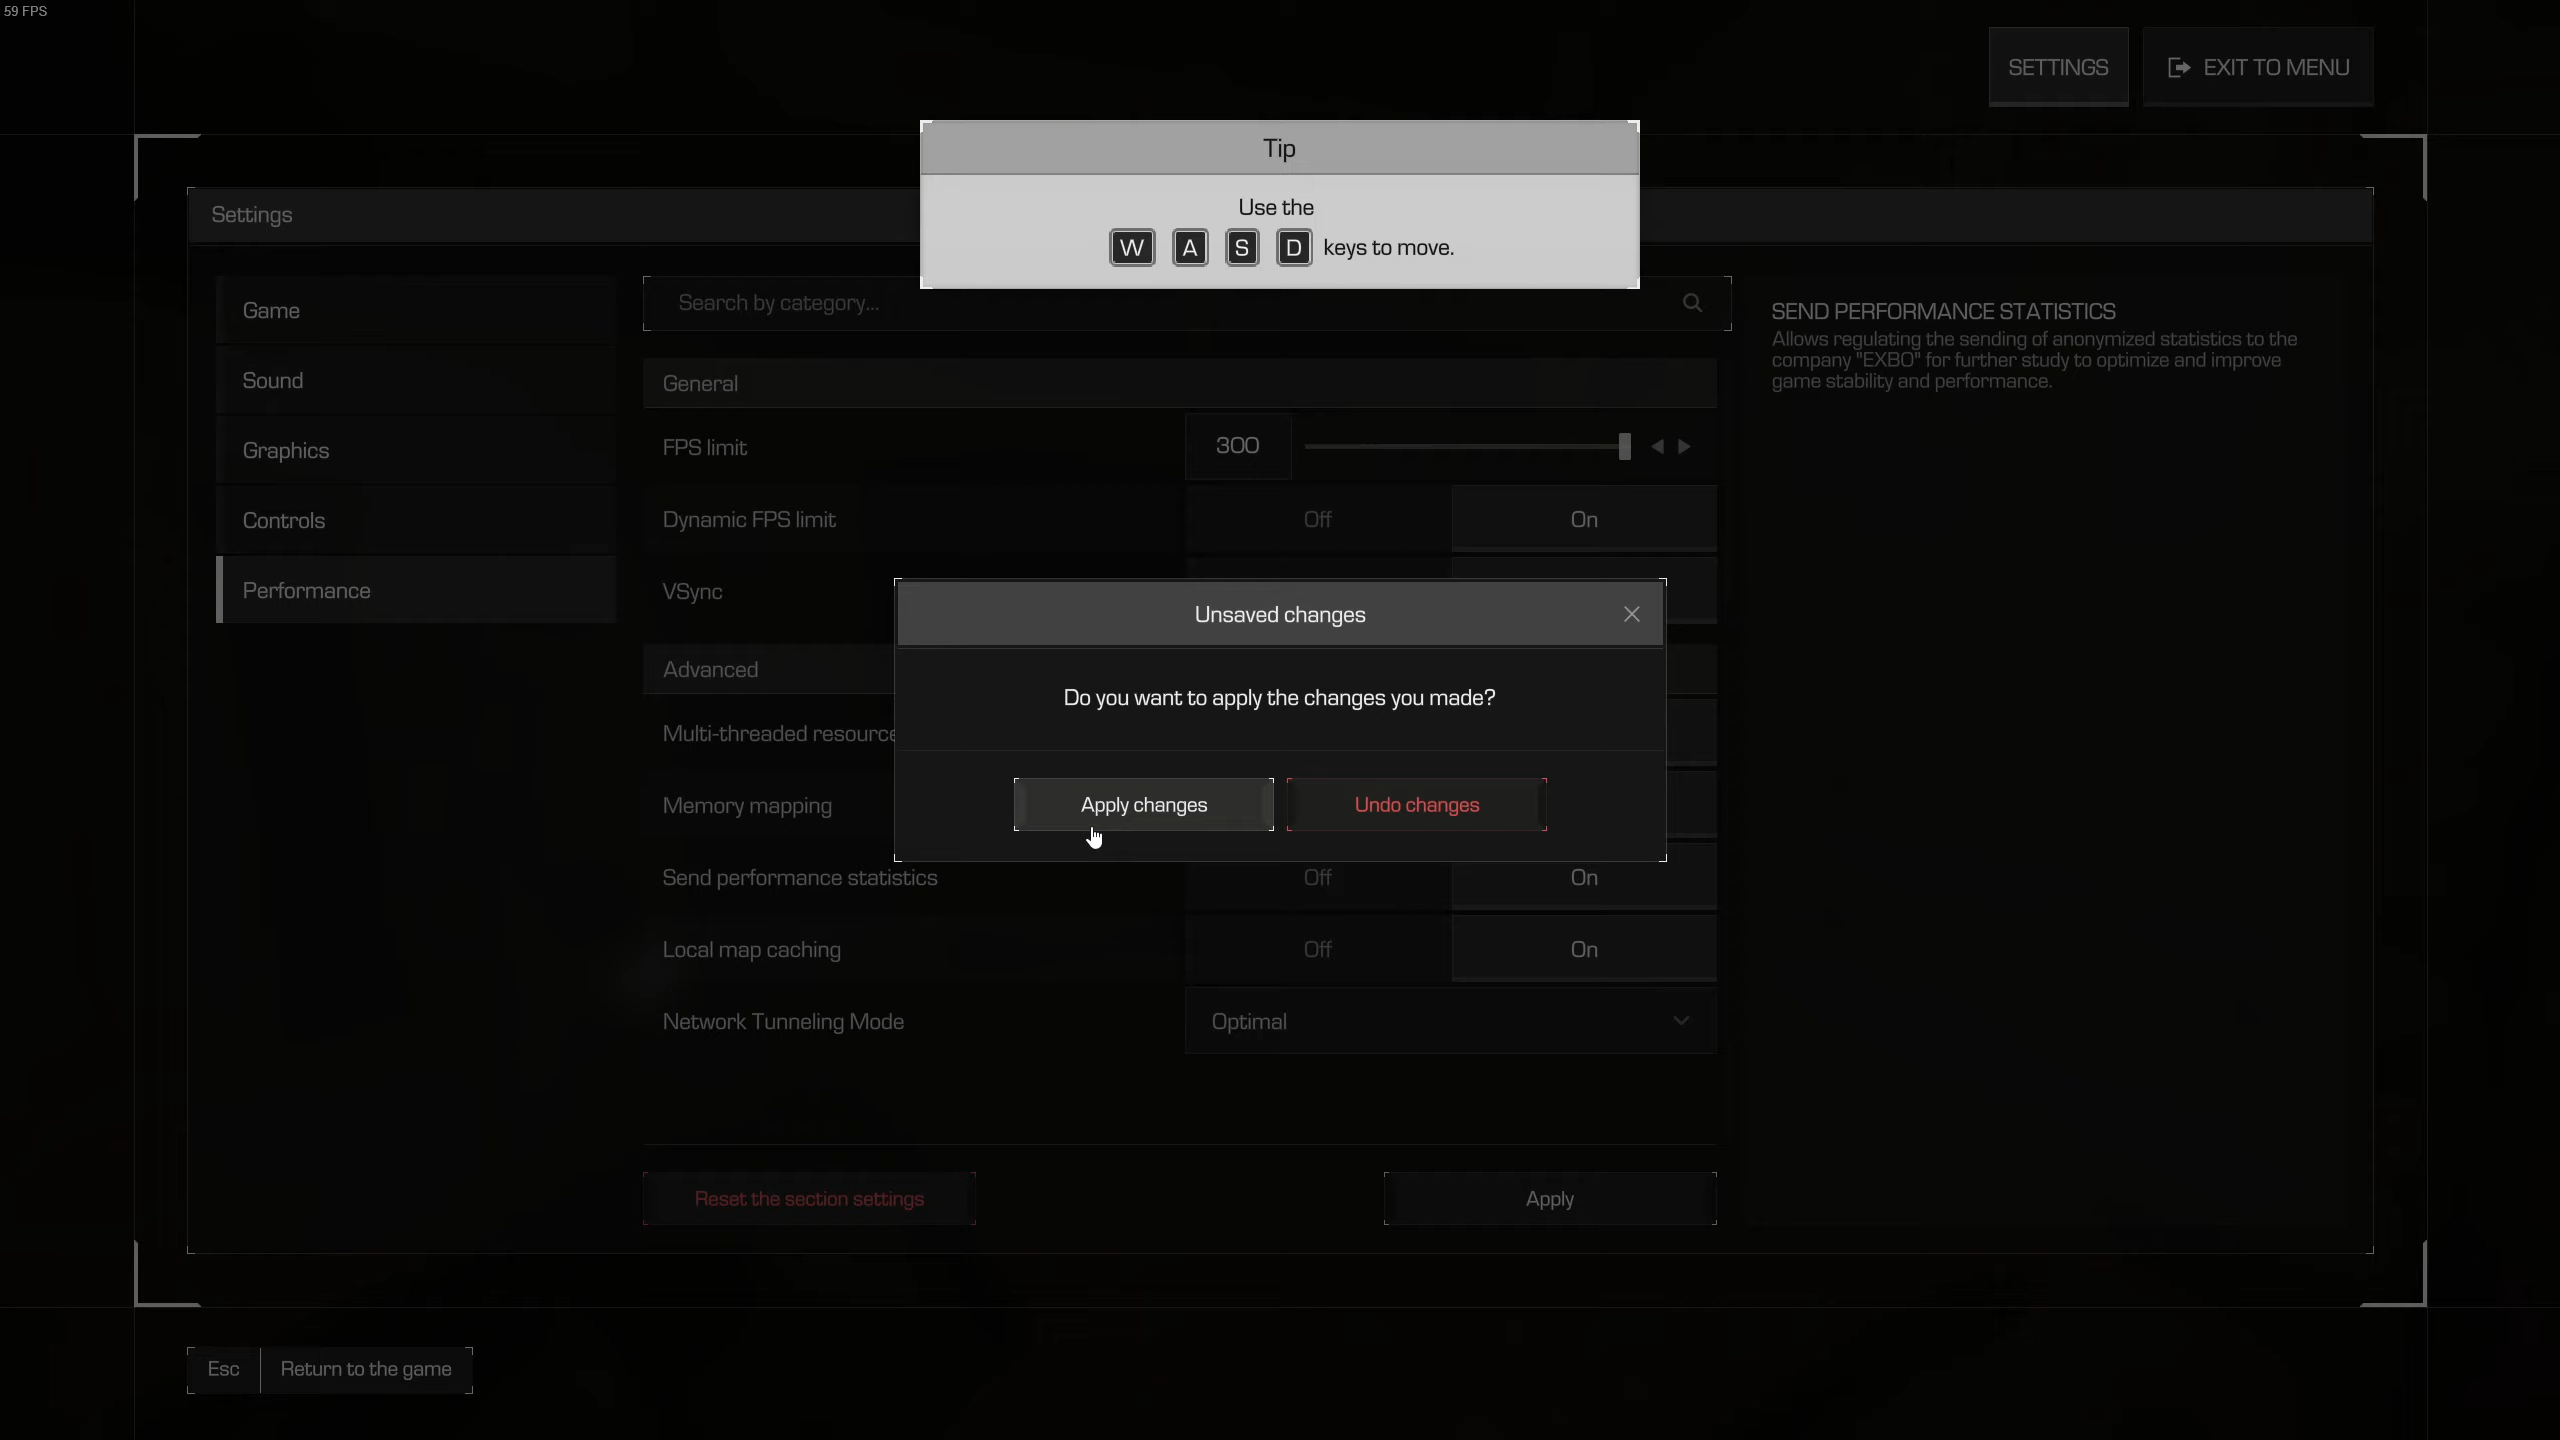 59 FPS
SETTINGS
EXIT TO MENU
Tip
Use the
W A S D keys to move.
Settings
Game
Sound
Graphics
Controls
Performance
Search by category...
General
FPS limit
300
Dynamic FPS limit
Off
On
VSync
Unsaved changes
Do you want to apply the changes you made?
Apply changes
Undo changes
Advanced
Multi-threaded resource
Memory mapping
Send performance statistics
Off
On
Local map caching
Off
On
Network Tunneling Mode
Optimal
Reset the section settings
Apply
SEND PERFORMANCE STATISTICS
Allows regulating the sending of anonymized statistics to the
company "EXBO" for further study to optimize and improve
game stability and performance.
Esc
Return to the game